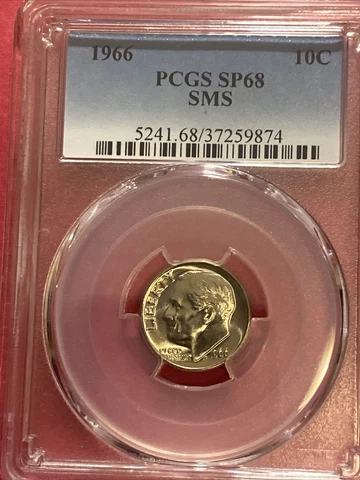 1966 10C
PCGS SP68
SMS
5241.68/37259874
LIBERTY
IN GOD
WE TRUST
1966